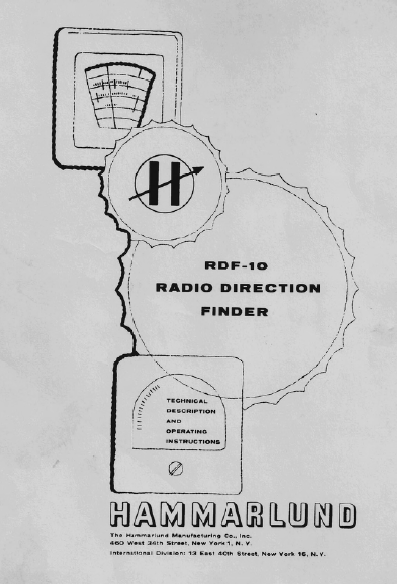 H
RDF-10
RADIO DIRECTION
FINDER
TECHNICAL
DESCRIPTION
AND
OPERATING
INSTRUCTIONS
HAMMARLUND
The Hammarlund Manufacturing Co., Inc.
460 West 34th Street, New York 1, N. Y.
International Division: 13 East 40th Street, New York 16, N. Y.